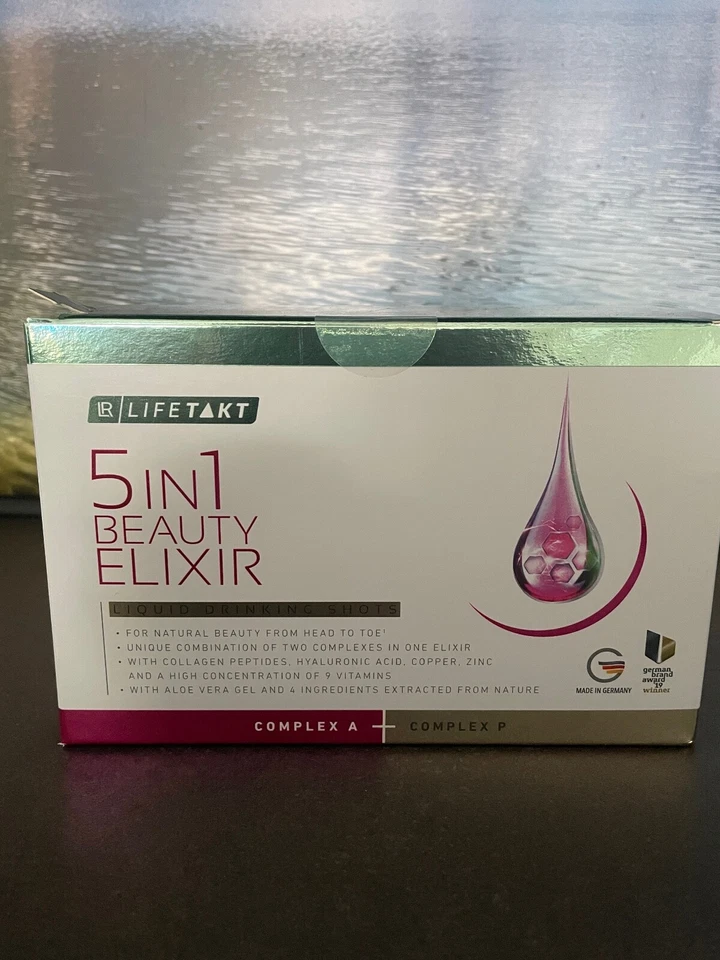 LR LIFETAKT
5IN1
BEAUTY
ELIXIR
LIQUID DRINKING SHOTS
• FOR NATURAL BEAUTY FROM HEAD TO TOE¹
• UNIQUE COMBINATION OF TWO COMPLEXES IN ONE ELIXIR
• WITH COLLAGEN PEPTIDES, HYALURONIC ACID, COPPER, ZINC
AND A HIGH CONCENTRATION OF 9 VITAMINS
• WITH ALOE VERA GEL AND 4 INGREDIENTS EXTRACTED FROM NATURE
MADE IN GERMANY
german
brand
award
19
winner
COMPLEX A + COMPLEX P